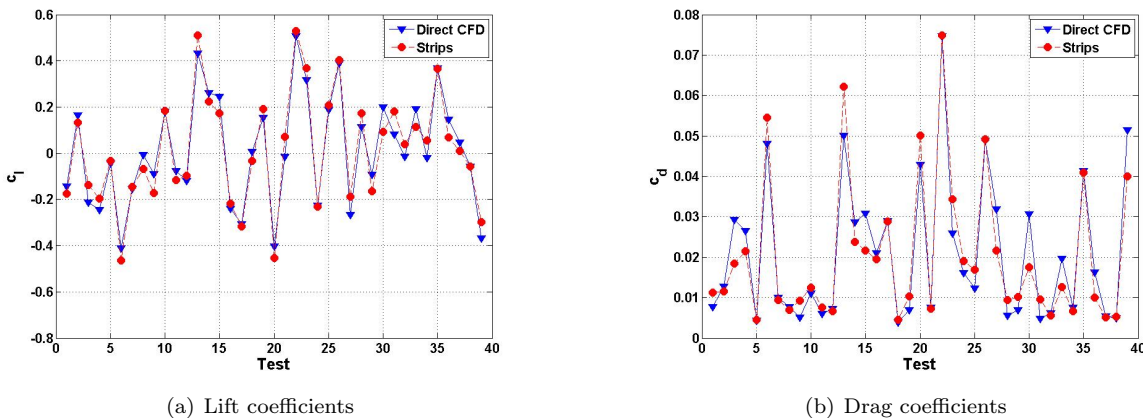 0.6
0.4
0.2
0
-0.2
-0.4
-0.6
-0.8
c_l
0 5 10 15 20 25 30 35 40
Test
Direct CFD
Strips
(a) Lift coefficients
0.08
0.07
0.06
0.05
0.04
0.03
0.02
0.01
0
c_d
0 5 10 15 20 25 30 35 40
Test
Direct CFD
Strips
(b) Drag coefficients